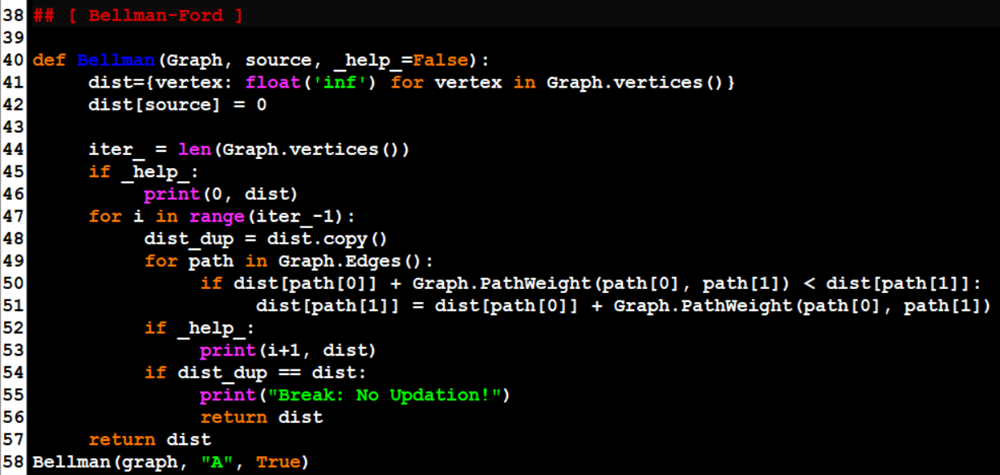 38 ## [ Bellman-Ford ]
39
40 def Bellman(Graph, source, _help_=False):
41     dist={vertex: float('inf') for vertex in Graph.vertices()}
42     dist[source] = 0
43
44     iter_ = len(Graph.vertices())
45     if _help_:
46         print(0, dist)
47     for i in range(iter_-1):
48         dist_dup = dist.copy()
49         for path in Graph.Edges():
50             if dist[path[0]] + Graph.PathWeight(path[0], path[1]) < dist[path[1]]:
51                 dist[path[1]] = dist[path[0]] + Graph.PathWeight(path[0], path[1])
52         if _help_:
53             print(i+1, dist)
54         if dist_dup == dist:
55             print("Break: No Updation!")
56             return dist
57     return dist
58 Bellman(graph, "A", True)